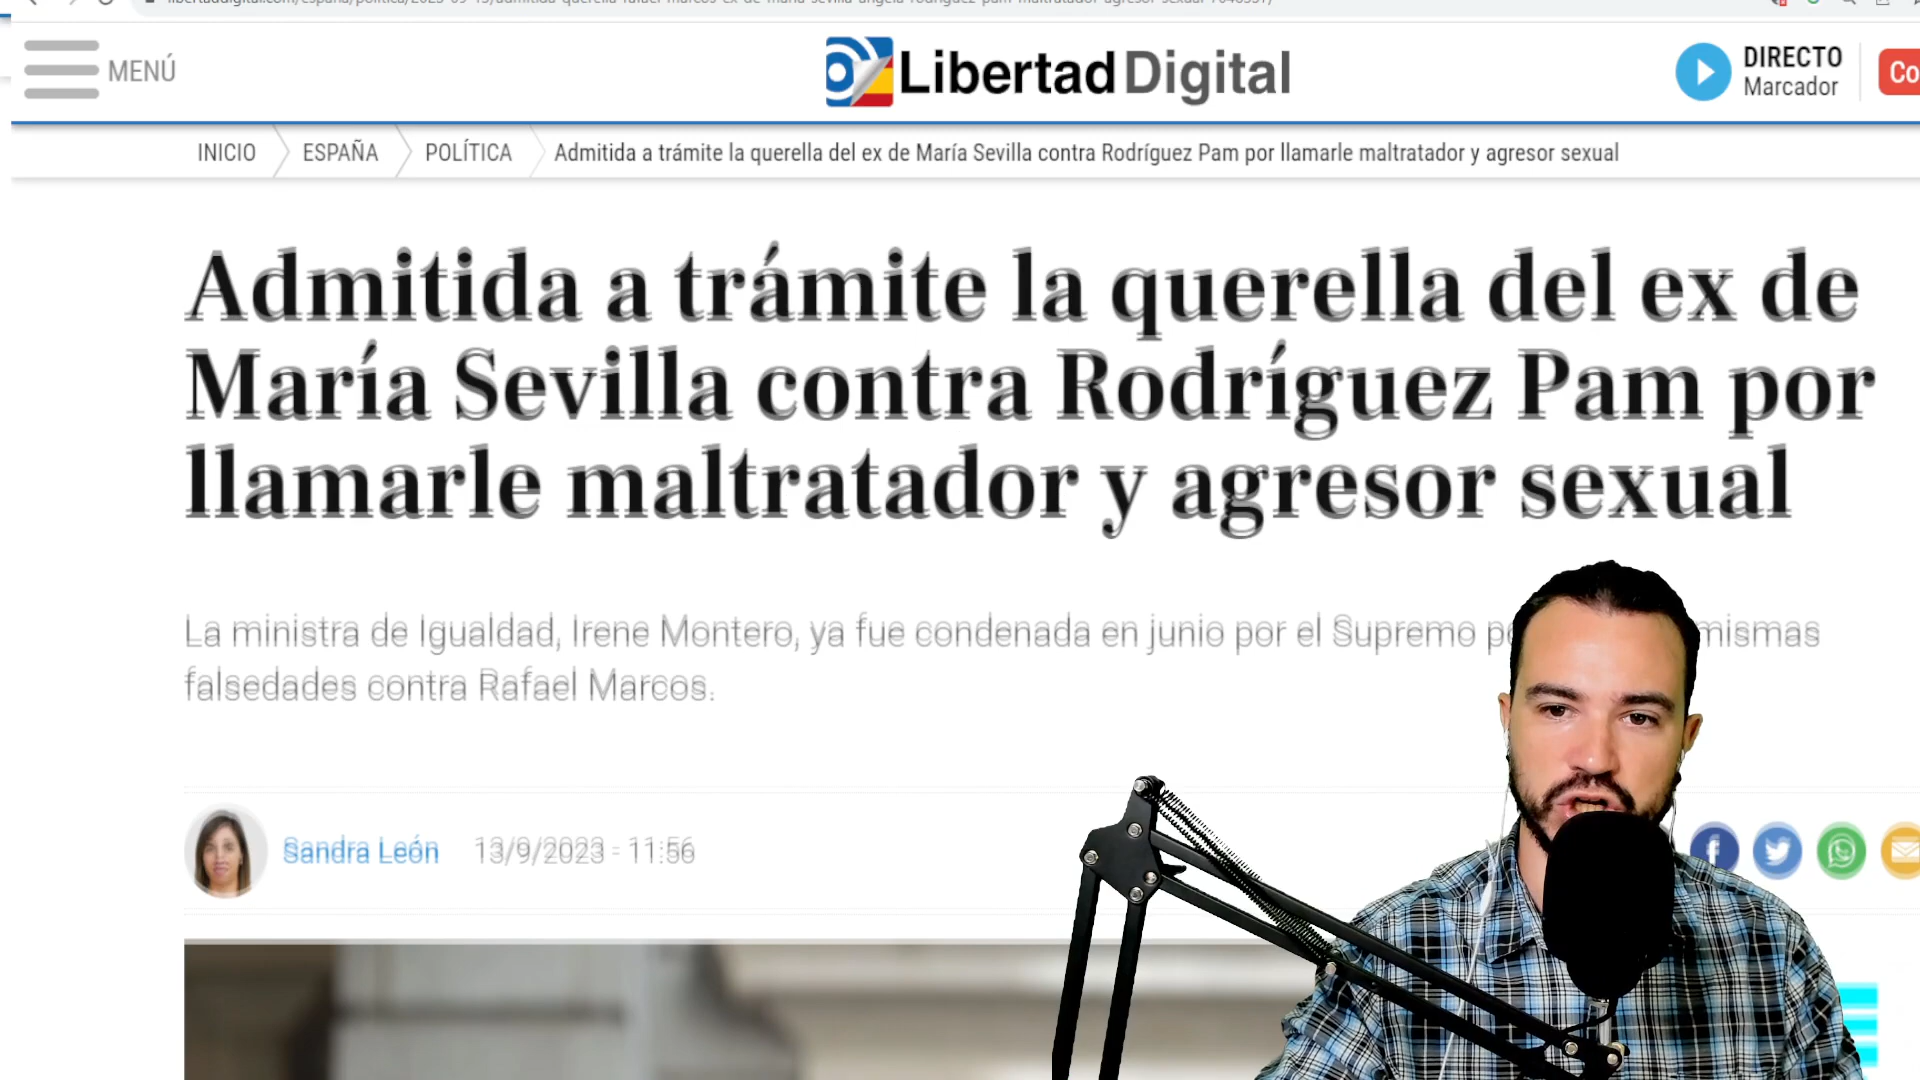 MENÚ
Libertad Digital
DIRECTO
Marcador
Co
INICIO
ESPAÑA
POLÍTICA
Admitida a trámite la querella del ex de María Sevilla contra Rodríguez Pam por llamarle maltratador y agresor sexual
Admitida a trámite la querella del ex de
María Sevilla contra Rodríguez Pam por
llamarle maltratador y agresor sexual
La ministra de Igualdad, Irene Montero, ya fue condenada en junio por el Supremo mismas
falsedades contra Rafael Marcos.
Sandra León
13/9/2023 - 11:56